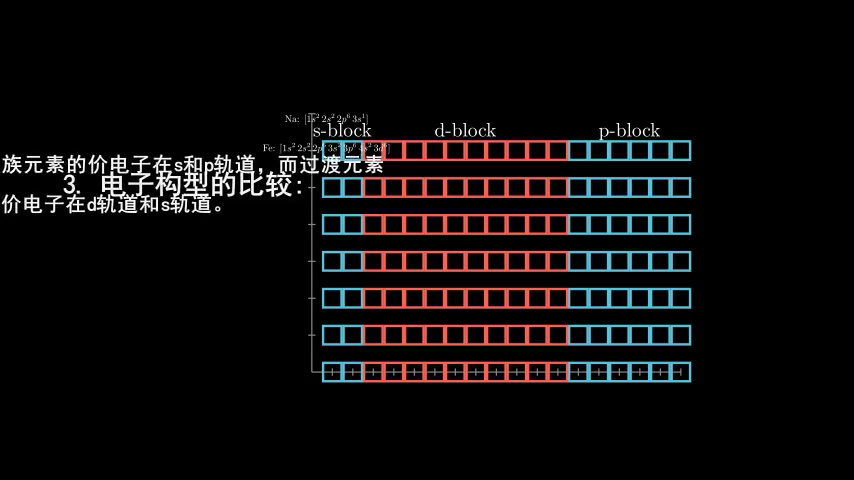 Na: [1s² 2s² 2p⁶ 3s¹]
s-block d-block p-block
Fe: [1s² 2s² 2p⁶ 3s² 3p⁶ 4s² 3d⁶]
族元素的价电子在s和p轨道，而过渡元素
3. 电子构型的比较:
价电子在d轨道和s轨道。